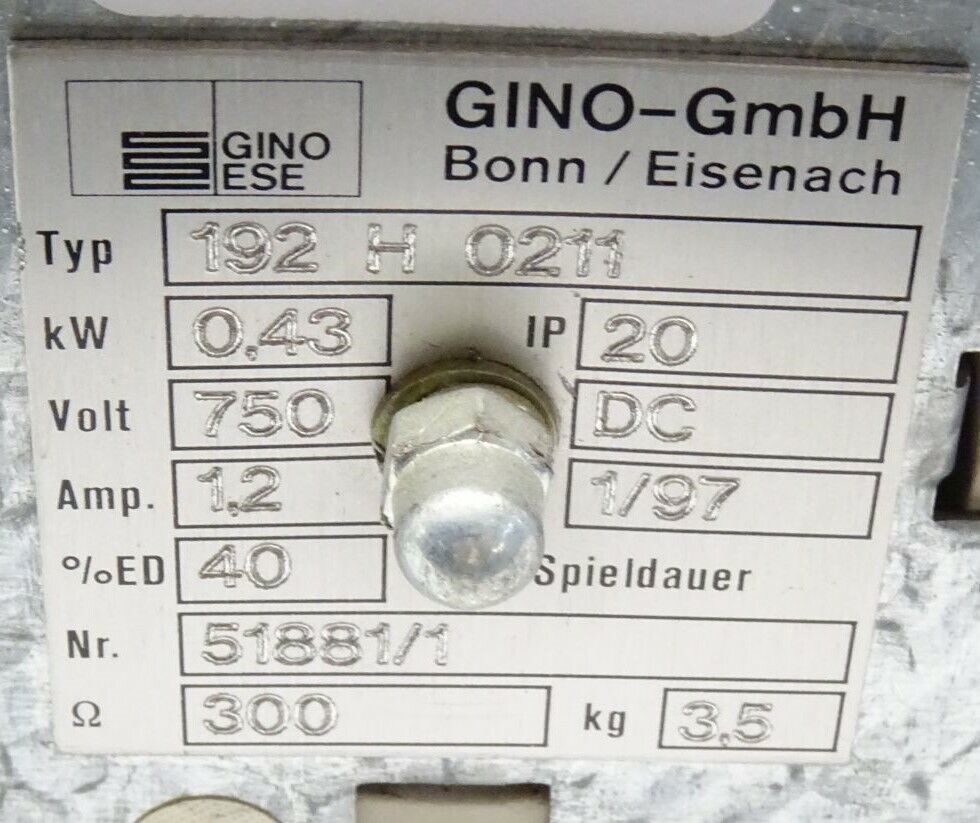 GINO
ESE
GINO-GmbH
Bonn / Eisenach
Typ 192 H 0211
kW 0,43 IP 20
Volt 750 DC
Amp. 1,2 1/97
%ED 40 Spieldauer
Nr. 51881/1
Ω 300 kg 3,5